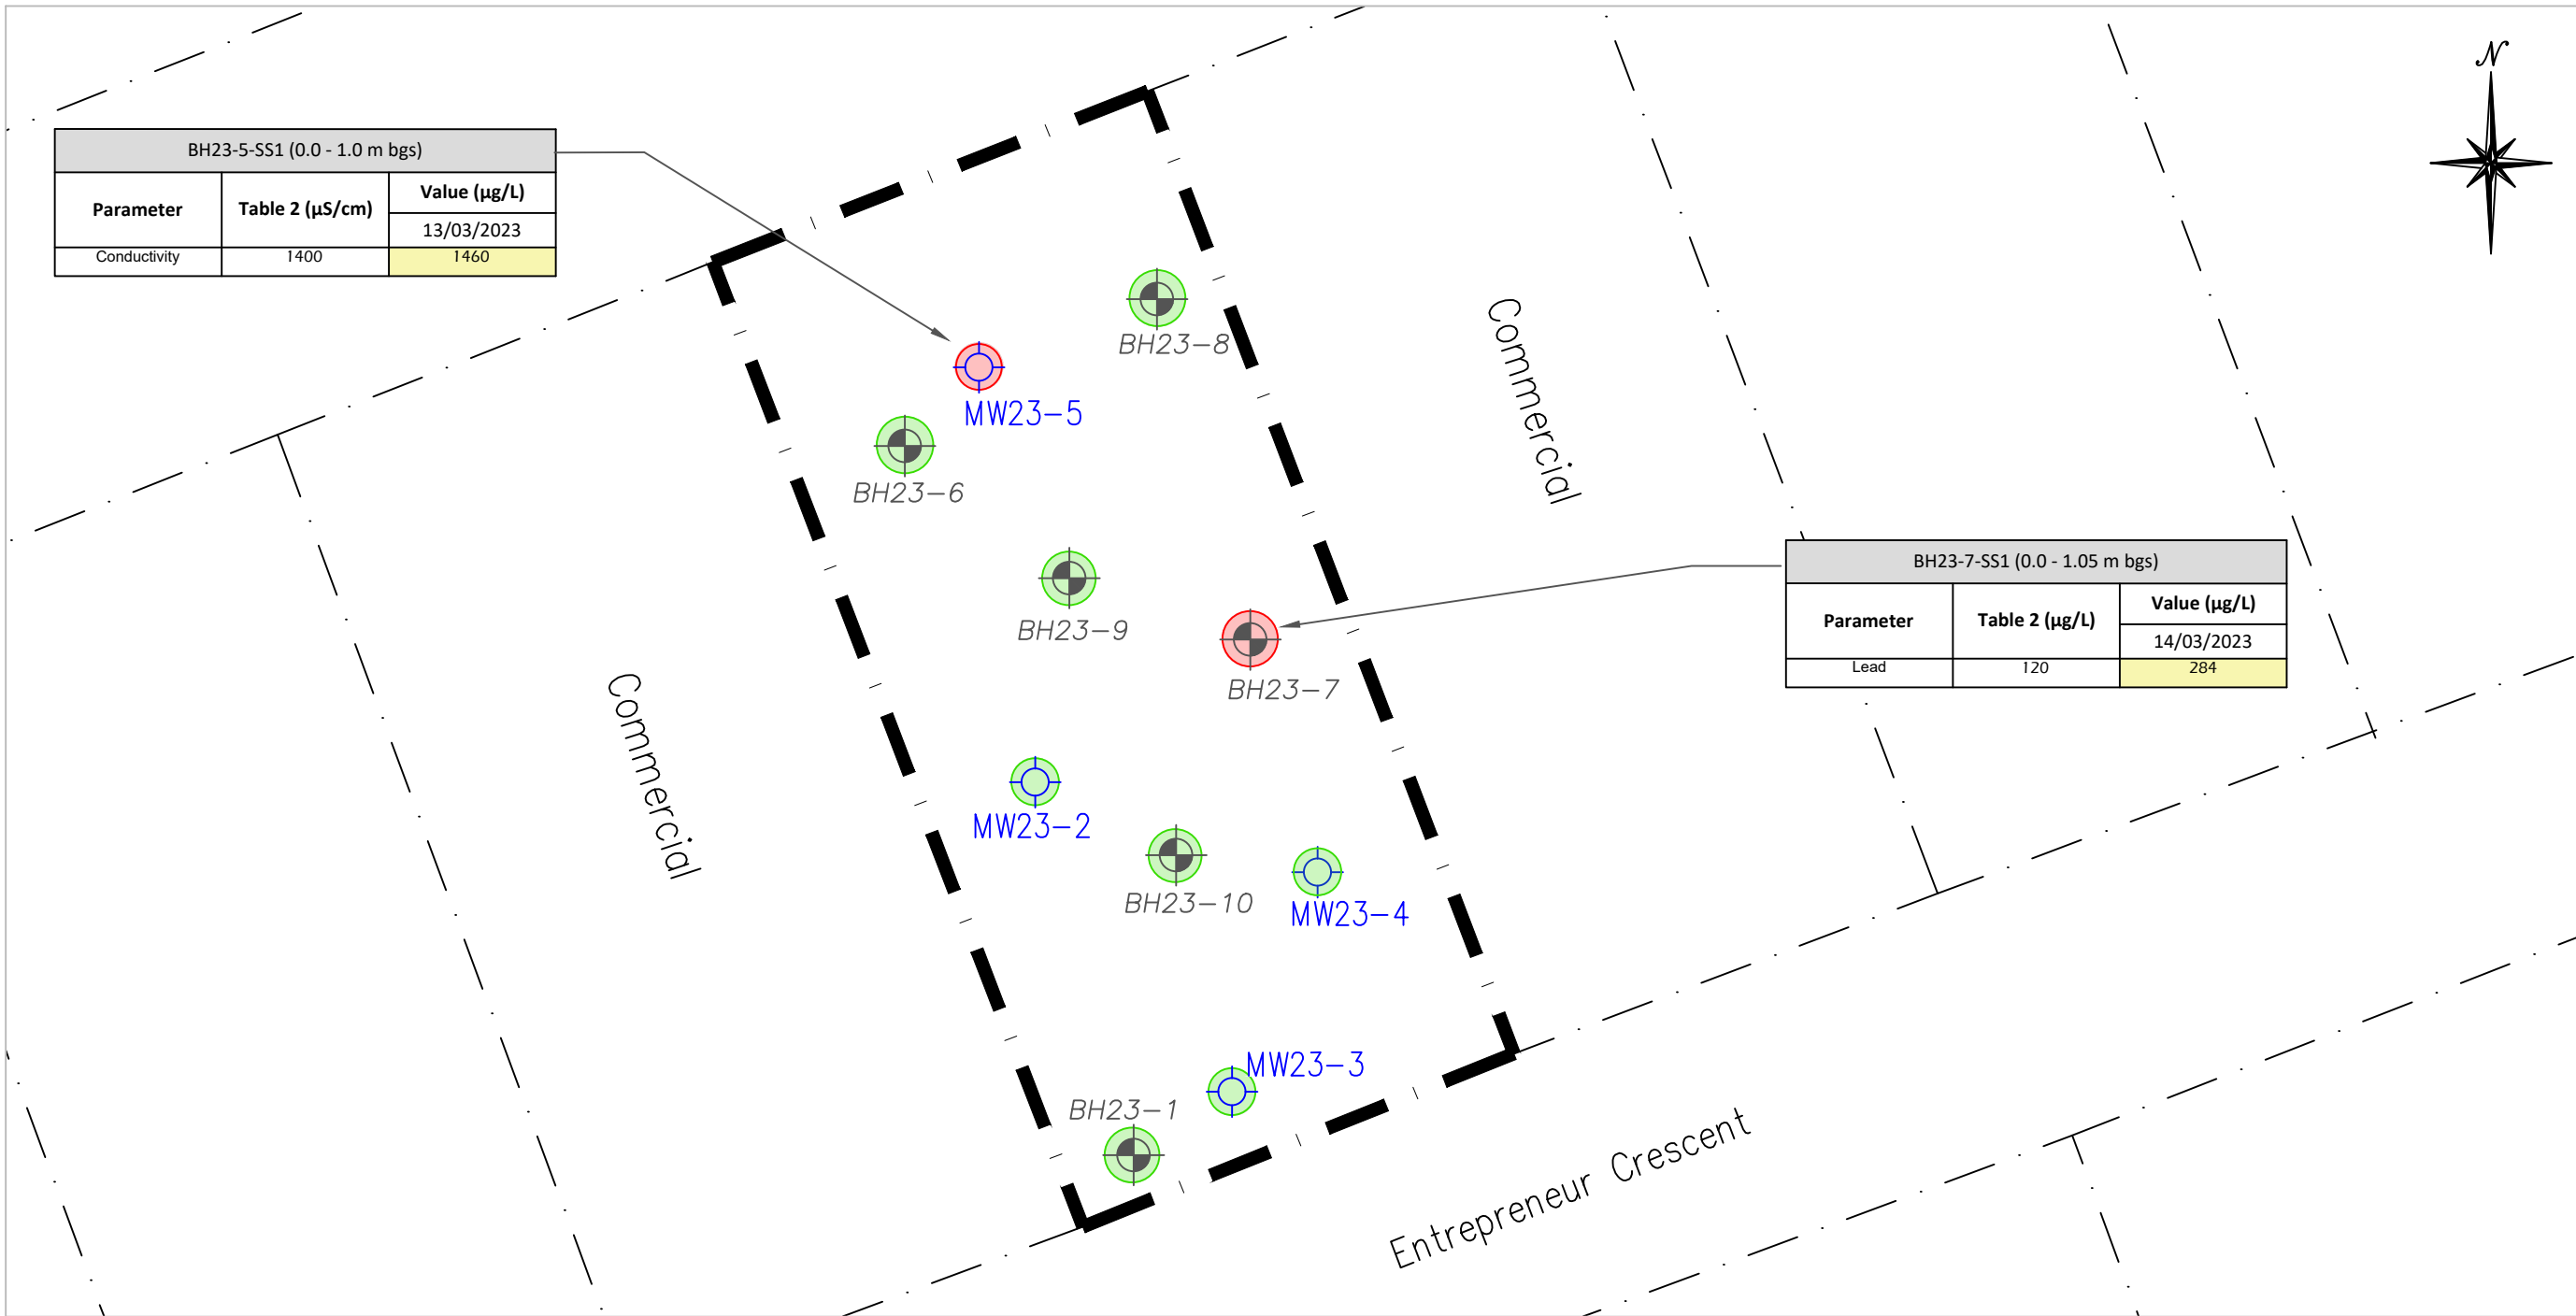 N
BH23-5-SS1 (0.0 - 1.0 m bgs)
Parameter Table 2 (µS/cm) Value (µg/L)
13/03/2023
Conductivity 1400 1460
BH23-8
MW23-5
BH23-6
Commercial
BH23-7-SS1 (0.0 - 1.05 m bgs)
Parameter Table 2 (µg/L) Value (µg/L)
14/03/2023
Lead 120 284
BH23-9
BH23-7
Commercial
MW23-2
BH23-10
MW23-4
MW23-3
BH23-1
Entrepreneur Crescent